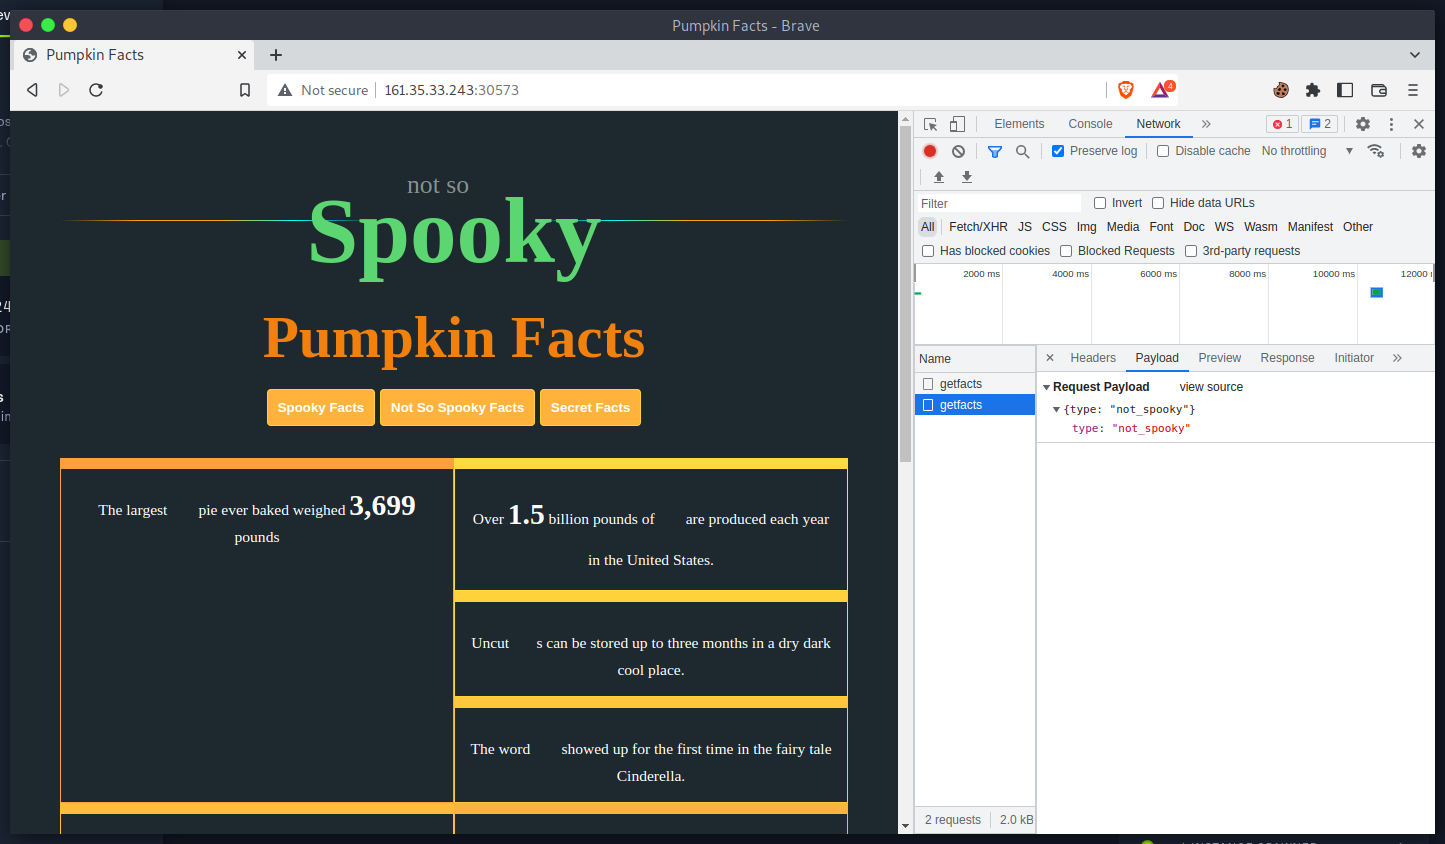 ev
Pumpkin Facts - Brave
Pumpkin Facts
Not secure 161.35.33.243:30573
4
not so
Spooky
Pumpkin Facts
Spooky Facts Not So Spooky Facts Secret Facts
The largest pie ever baked weighed 3,699
pounds
Over 1.5 billion pounds of are produced each year
in the United States.
Uncut s can be stored up to three months in a dry dark
cool place.
The word showed up for the first time in the fairy tale
Cinderella.
Elements Console Network 1 2
Preserve log Disable cache No throttling
Filter Invert Hide data URLs
All Fetch/XHR JS CSS Img Media Font Doc WS Wasm Manifest Other
Has blocked cookies Blocked Requests 3rd-party requests
2000 ms 4000 ms 6000 ms 8000 ms 10000 ms 12000
Name
getfacts
getfacts
2 requests 2.0 kB
Headers Payload Preview Response Initiator
Request Payload view source
{type: "not_spooky"}
type: "not_spooky"